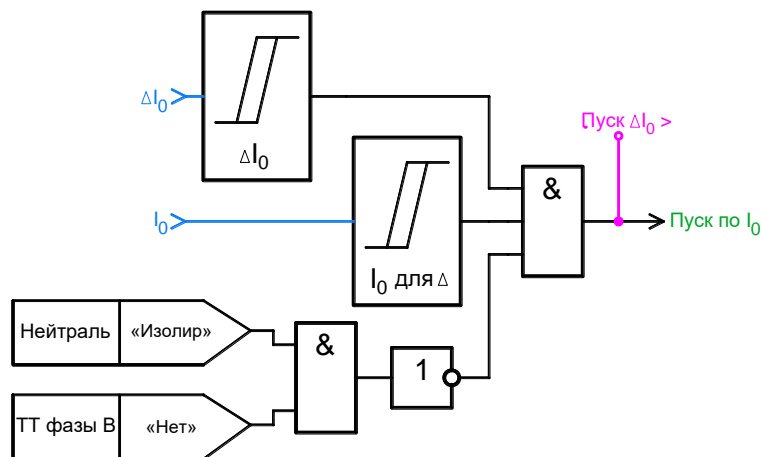 ΔI₀
ΔI₀
Пуск ΔI₀ >
&
I₀
I₀ для Δ
Пуск по I₀
Нейтраль «Изолир»
&
1
ТТ фазы В «Нет»